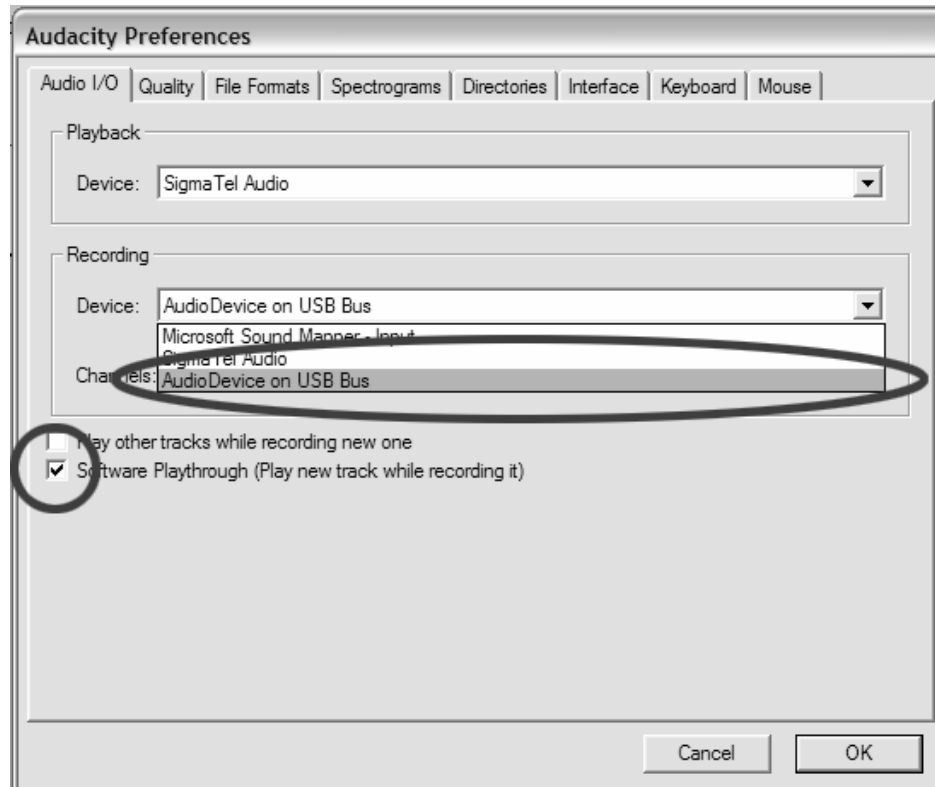 Audacity Preferences
Audio I/O Quality File Formats Spectrograms Directories Interface Keyboard Mouse
Playback
Device: SigmaTel Audio
Recording
Device: AudioDevice on USB Bus
Microsoft Sound Mapper - Input
SigmaTel Audio
Channels: AudioDevice on USB Bus
Play other tracks while recording new one
Software Playthrough (Play new track while recording it)
Cancel OK